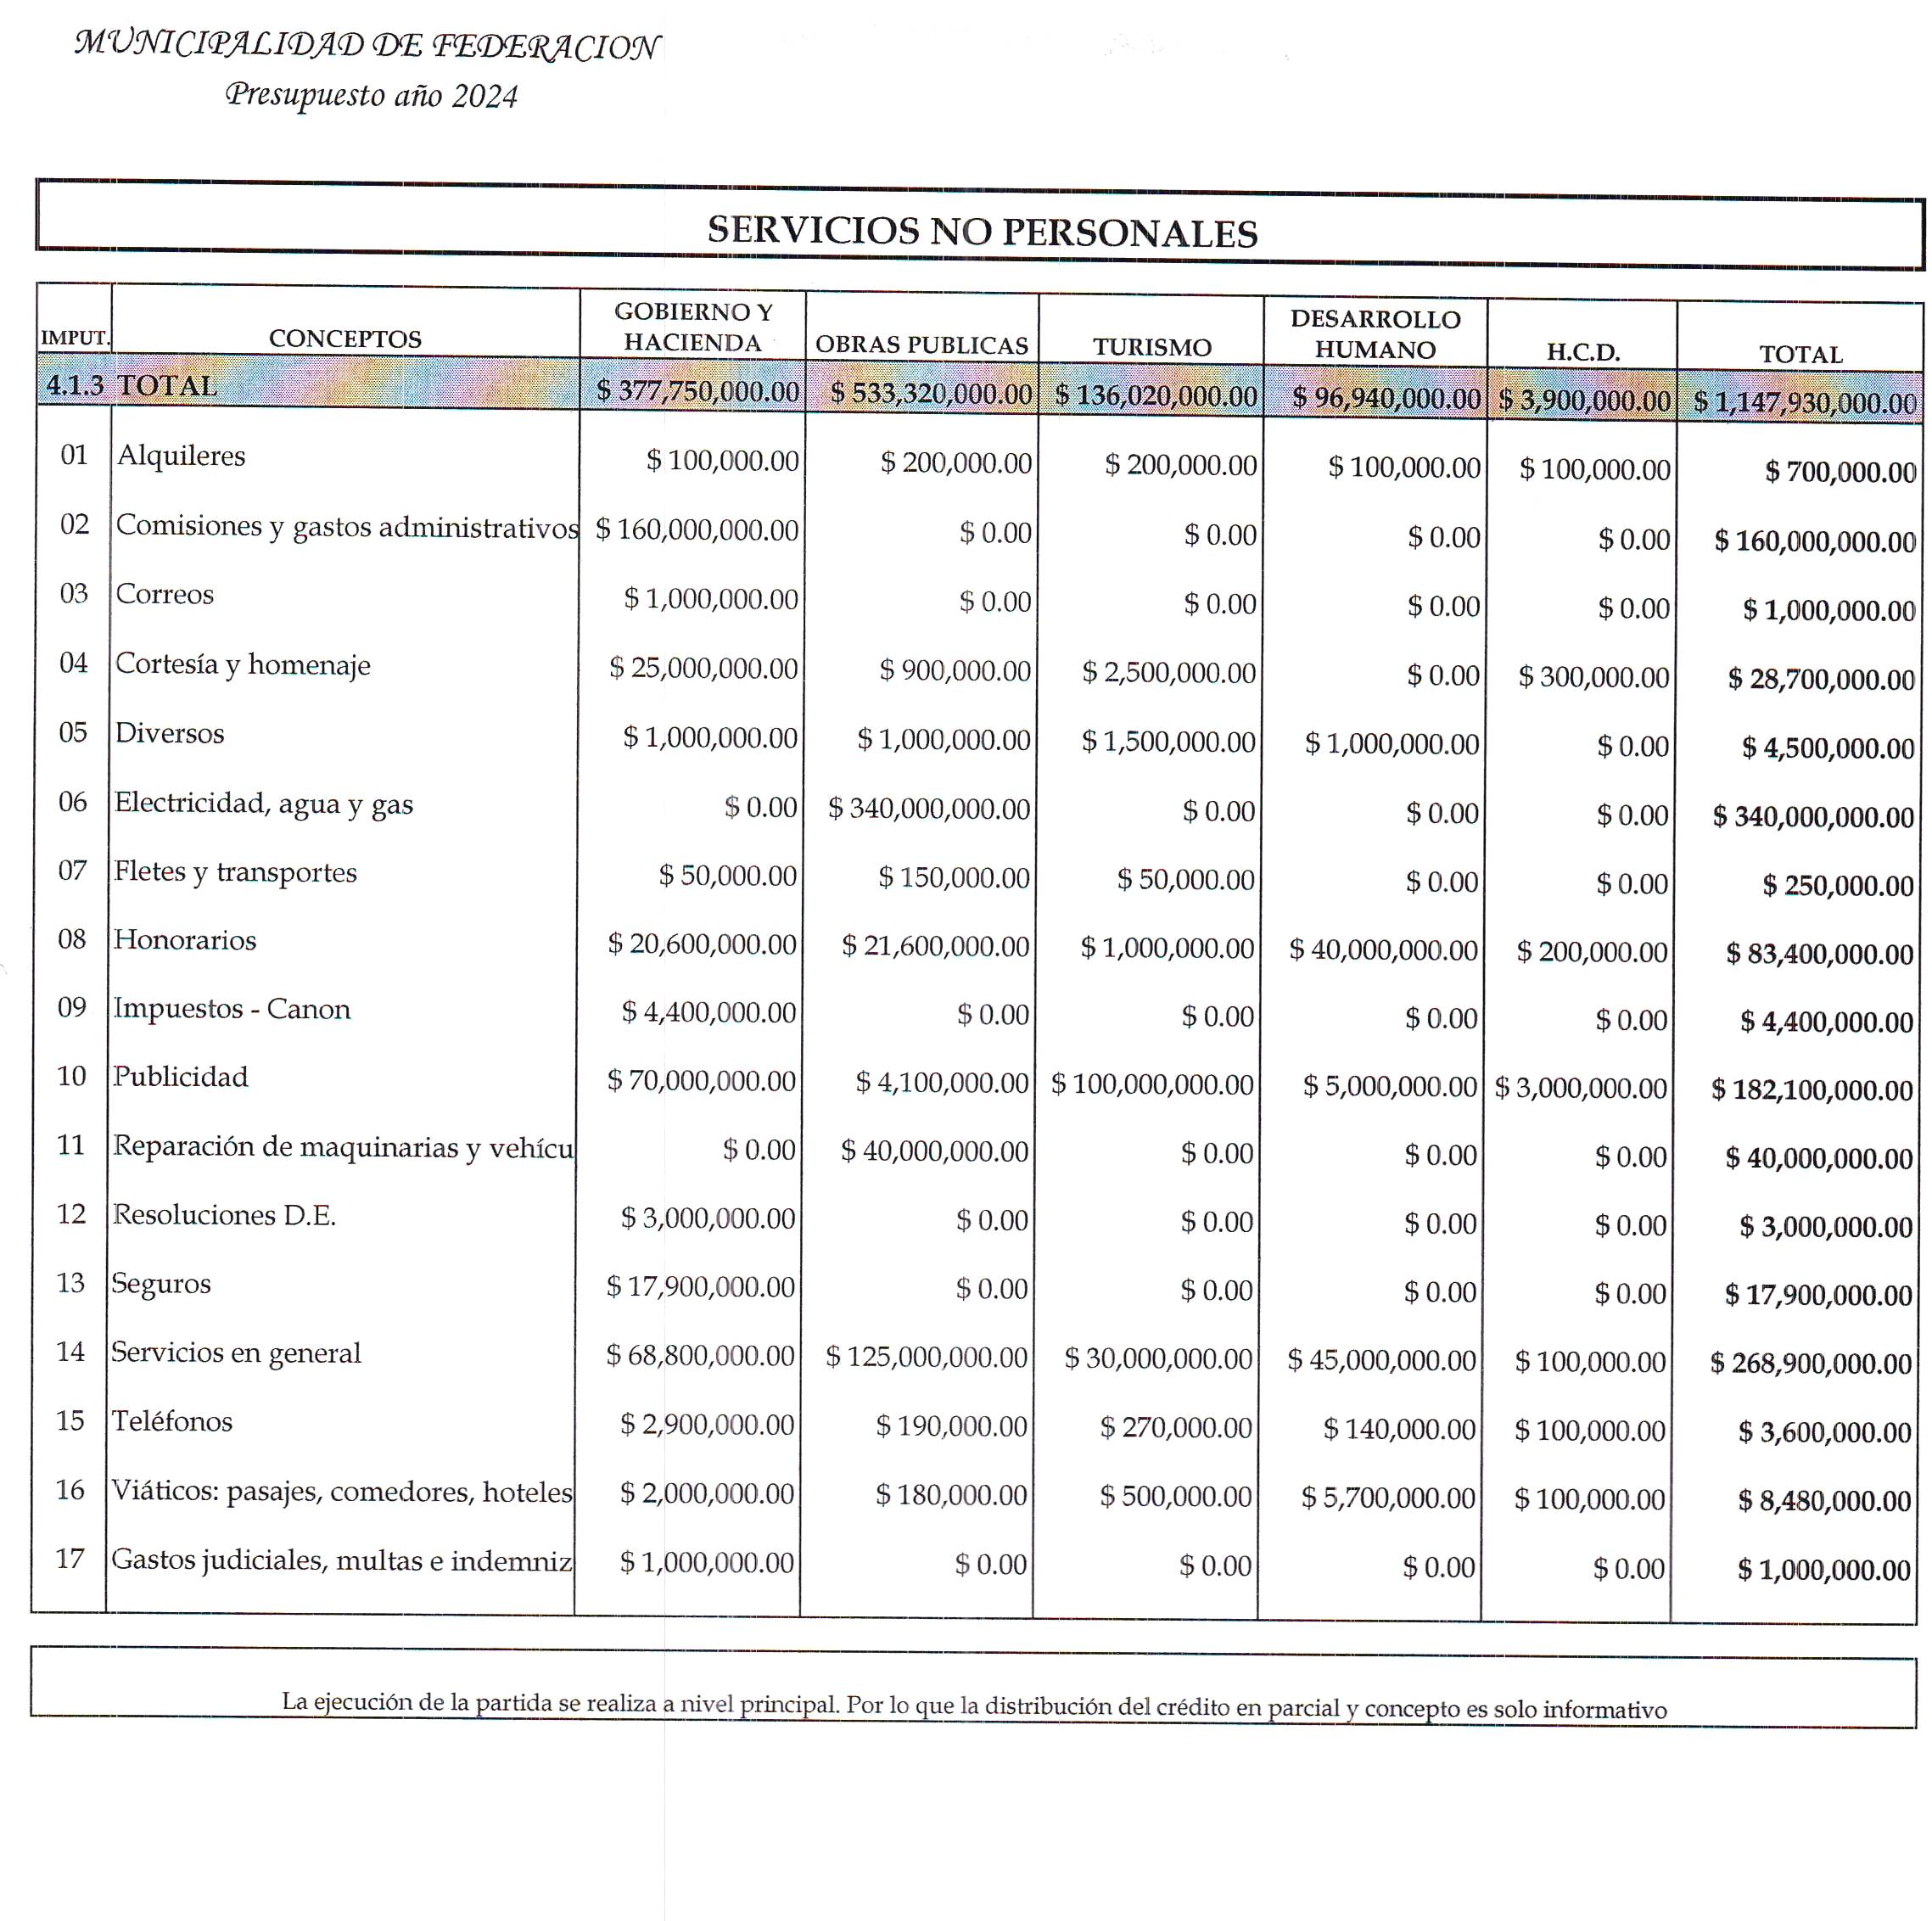 MUNICIPALIDAD DE FEDERACION
Presupuesto año 2024
SERVICIOS NO PERSONALES
IMPUT. CONCEPTOS GOBIERNO Y HACIENDA OBRAS PUBLICAS TURISMO DESARROLLO HUMANO H.C.D. TOTAL
4.1.3 TOTAL $ 377,750,000.00 $ 533,320,000.00 $ 136,020,000.00 $ 96,940,000.00 $ 3,900,000.00 $ 1,147,930,000.00
01 Alquileres $ 100,000.00 $ 200,000.00 $ 200,000.00 $ 100,000.00 $ 100,000.00 $ 700,000.00
02 Comisiones y gastos administrativos $ 160,000,000.00 $ 0.00 $ 0.00 $ 0.00 $ 0.00 $ 160,000,000.00
03 Correos $ 1,000,000.00 $ 0.00 $ 0.00 $ 0.00 $ 0.00 $ 1,000,000.00
04 Cortesía y homenaje $ 25,000,000.00 $ 900,000.00 $ 2,500,000.00 $ 0.00 $ 300,000.00 $ 28,700,000.00
05 Diversos $ 1,000,000.00 $ 1,000,000.00 $ 1,500,000.00 $ 1,000,000.00 $ 0.00 $ 4,500,000.00
06 Electricidad, agua y gas $ 0.00 $ 340,000,000.00 $ 0.00 $ 0.00 $ 0.00 $ 340,000,000.00
07 Fletes y transportes $ 50,000.00 $ 150,000.00 $ 50,000.00 $ 0.00 $ 0.00 $ 250,000.00
08 Honorarios $ 20,600,000.00 $ 21,600,000.00 $ 1,000,000.00 $ 40,000,000.00 $ 200,000.00 $ 83,400,000.00
09 Impuestos - Canon $ 4,400,000.00 $ 0.00 $ 0.00 $ 0.00 $ 0.00 $ 4,400,000.00
10 Publicidad $ 70,000,000.00 $ 4,100,000.00 $ 100,000,000.00 $ 5,000,000.00 $ 3,000,000.00 $ 182,100,000.00
11 Reparación de maquinarias y vehícu $ 0.00 $ 40,000,000.00 $ 0.00 $ 0.00 $ 0.00 $ 40,000,000.00
12 Resoluciones D.E. $ 3,000,000.00 $ 0.00 $ 0.00 $ 0.00 $ 0.00 $ 3,000,000.00
13 Seguros $ 17,900,000.00 $ 0.00 $ 0.00 $ 0.00 $ 0.00 $ 17,900,000.00
14 Servicios en general $ 68,800,000.00 $ 125,000,000.00 $ 30,000,000.00 $ 45,000,000.00 $ 100,000.00 $ 268,900,000.00
15 Teléfonos $ 2,900,000.00 $ 190,000.00 $ 270,000.00 $ 140,000.00 $ 100,000.00 $ 3,600,000.00
16 Viáticos: pasajes, comedores, hoteles $ 2,000,000.00 $ 180,000.00 $ 500,000.00 $ 5,700,000.00 $ 100,000.00 $ 8,480,000.00
17 Gastos judiciales, multas e indemniz $ 1,000,000.00 $ 0.00 $ 0.00 $ 0.00 $ 0.00 $ 1,000,000.00
La ejecución de la partida se realiza a nivel principal. Por lo que la distribución del crédito en parcial y concepto es solo informativo